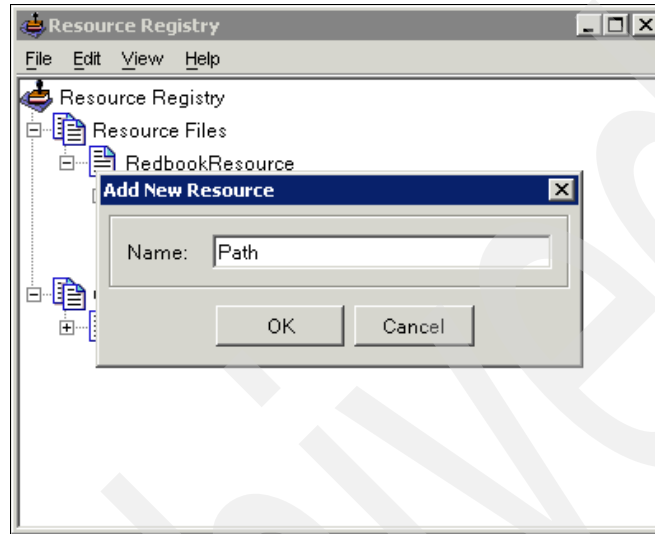 Resource Registry
File Edit View Help
Resource Registry
Resource Files
RedbookResource
Add New Resource
Name: Path
OK Cancel